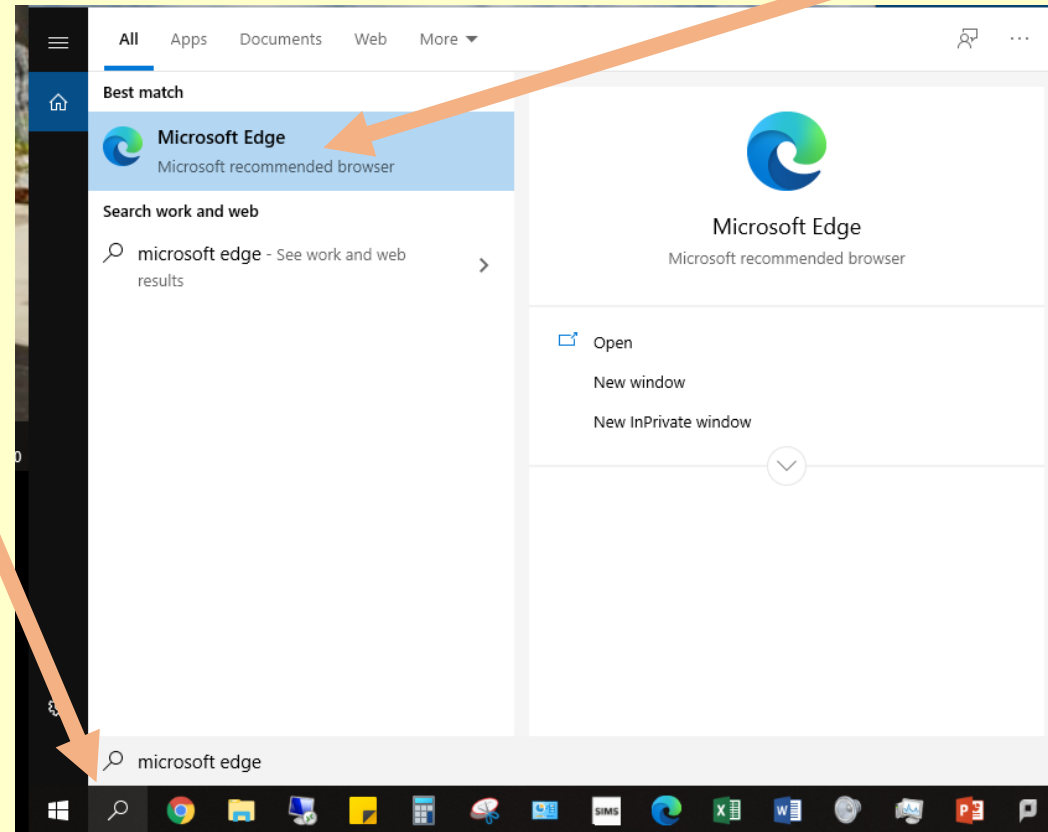 All Apps Documents Web More
Best match
Microsoft Edge
Microsoft recommended browser
Search work and web
microsoft edge - See work and web
results
Microsoft Edge
Microsoft recommended browser
Open
New window
New InPrivate window
0
microsoft edge
SIMS